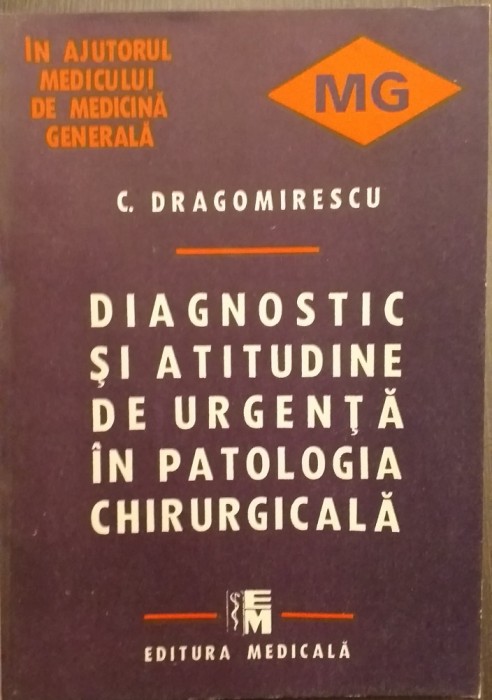 ÎN AJUTORUL
MEDICULUI
DE MEDICINĂ
GENERALĂ
MG
C. DRAGOMIRESCU
DIAGNOSTIC
ŞI ATITUDINE
DE URGENŢĂ
ÎN PATOLOGIA
CHIRURGICALĂ
EM
EDITURA MEDICALĂ